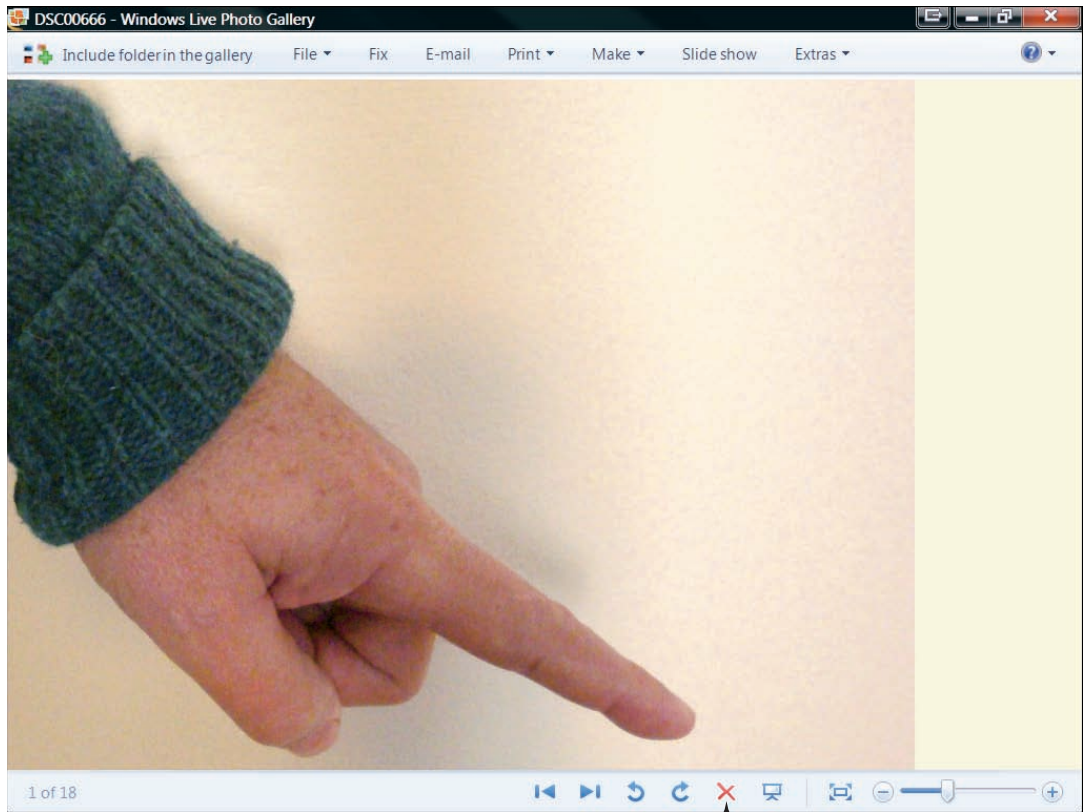 DSC00666 - Windows Live Photo Gallery
Include folder in the gallery File Fix E-mail Print Make Slide show Extras
1 of 18